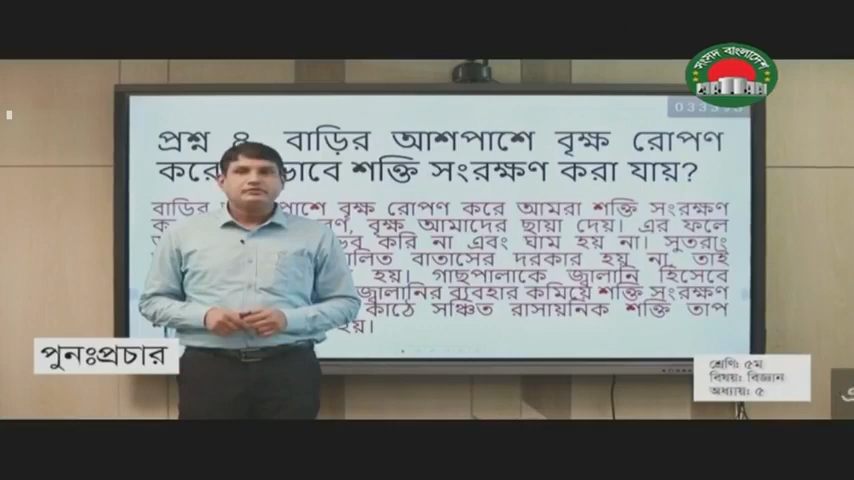 সংসদ বাংলাদেশ
প্রশ্ন ৪ বাড়ির আশপাশে বৃক্ষ রোপণ
করে ভাবে শক্তি সংরক্ষণ করা যায়?
বাড়ির পাশে বৃক্ষ রোপণ করে আমরা শক্তি সংরক্ষণ
বৃক্ষ আমাদের ছায়া দেয়। এর ফলে
করি না এবং ঘাম হয় না। সুতরাং
বাতাসের দরকার হয় না, তাই
হয়। গাছপালাকে জ্বালানি হিসেবে
জ্বালানির ব্যবহার কমিয়ে শক্তি সংরক্ষণ
কাঠে সঞ্চিত রাসায়নিক শক্তি তাপ
হয়।
পুনঃপ্রচার
শ্রেণি: ৫ম
বিষয়: বিজ্ঞান
অধ্যায়: ৫